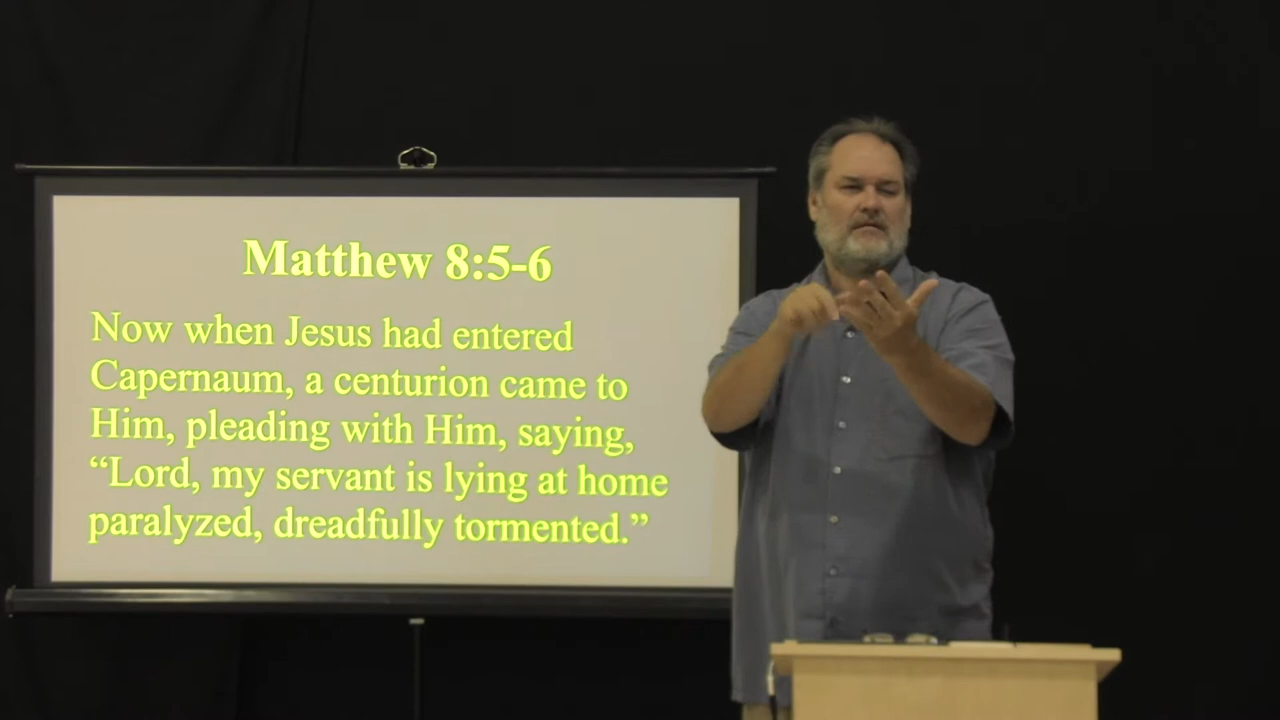 Matthew 8:5-6
Now when Jesus had entered
Capernaum, a centurion came to
Him, pleading with Him, saying,
“Lord, my servant is lying at home
paralyzed, dreadfully tormented.”